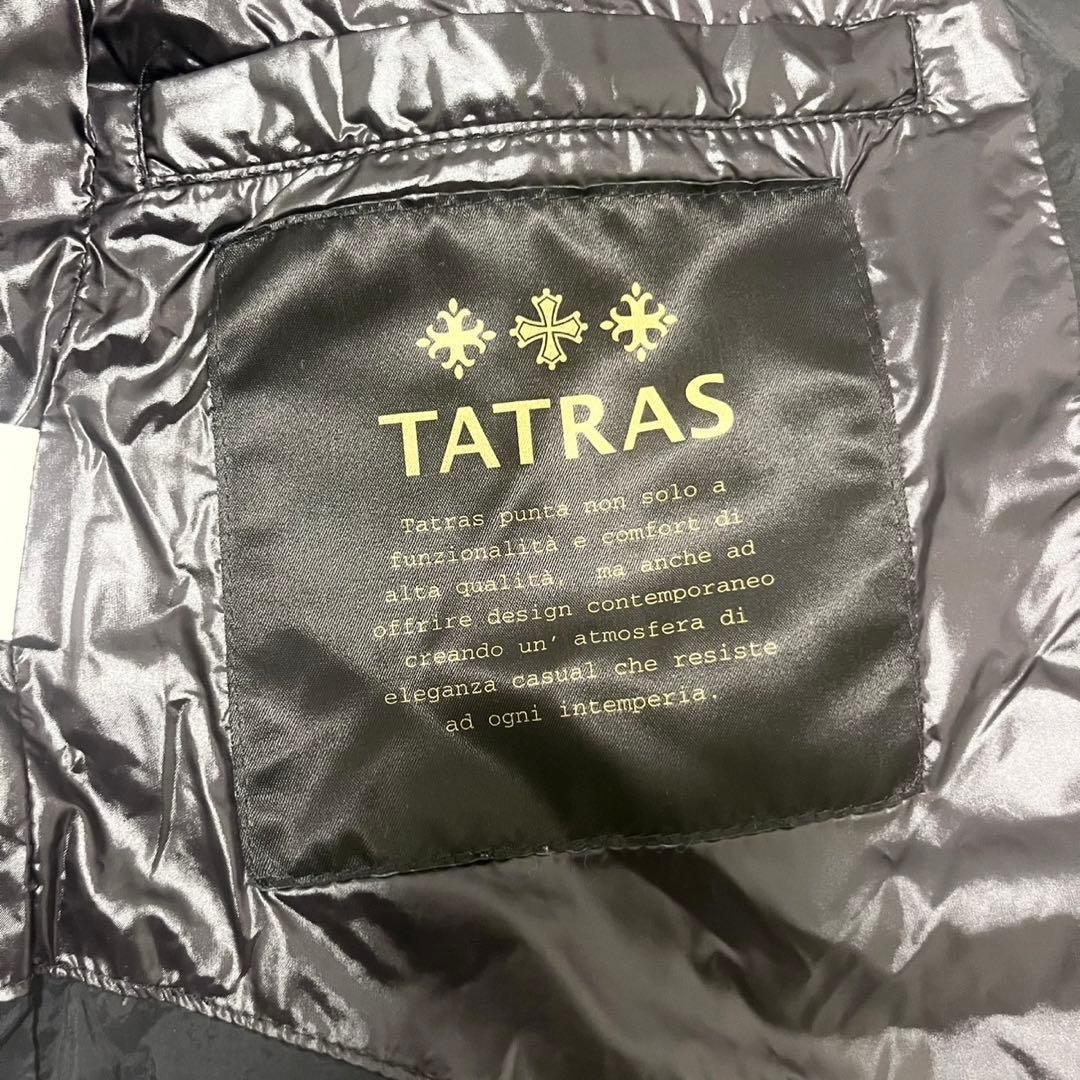 TATRAS
Tatras punta non solo a
funzionalità e comfort di
alta qualità, ma anche ad
offrire design contemporaneo
creando un' atmosfera di
eleganza casual che resiste
ad ogni intemperia.